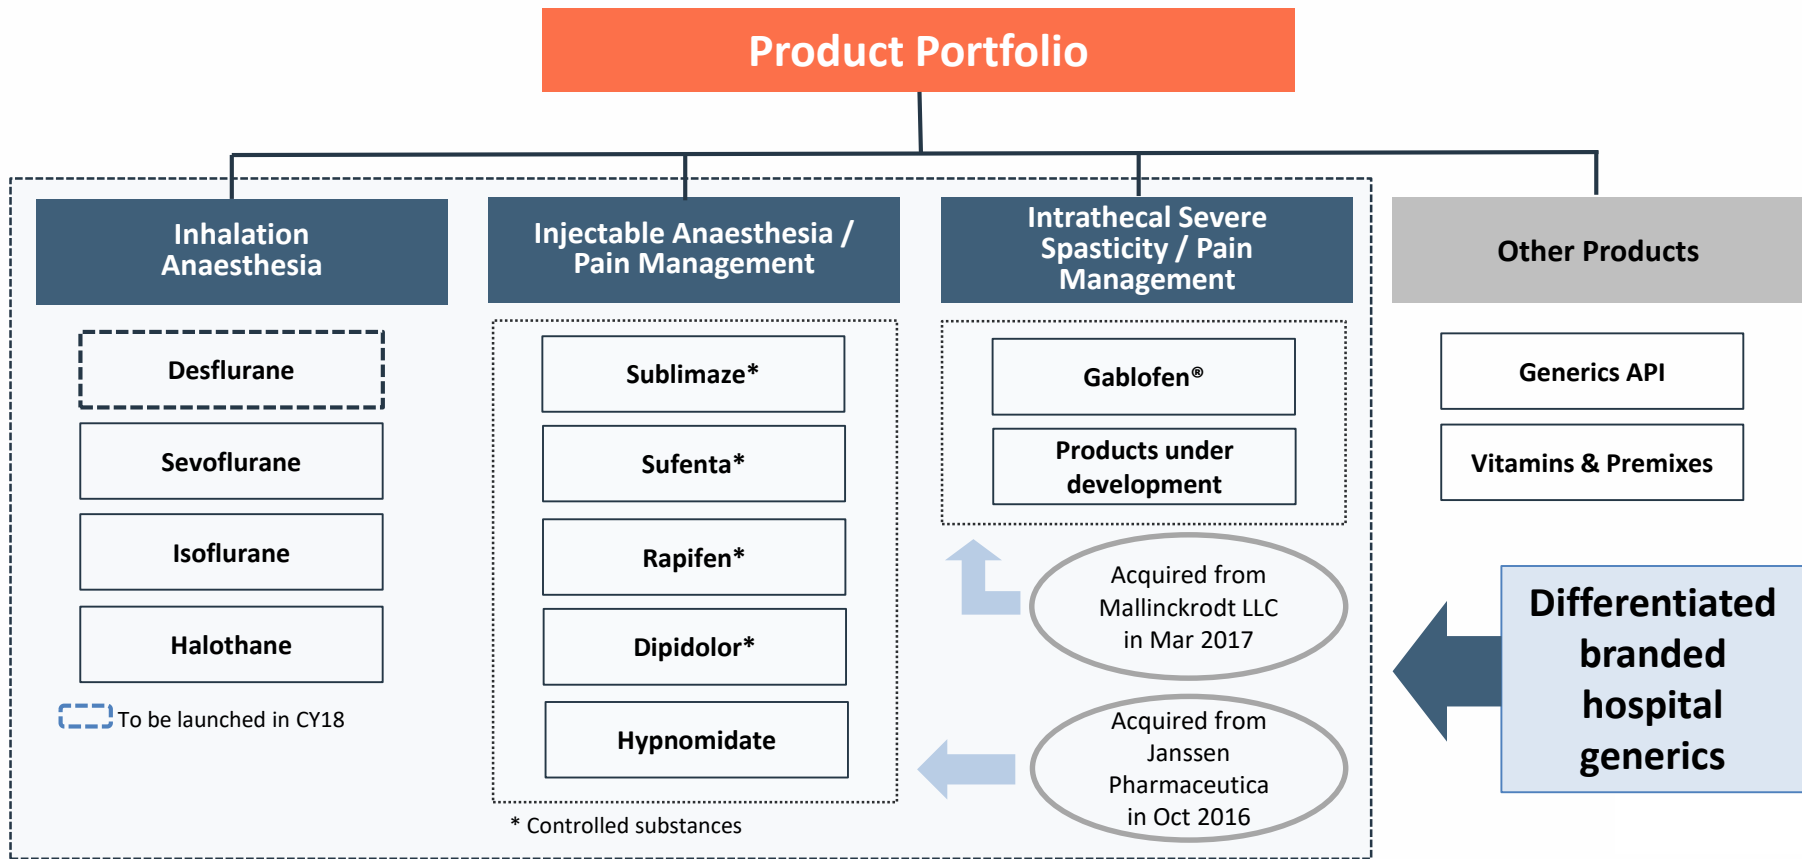 Product Portfolio
Inhalation
Anaesthesia
Desflurane
Sevoflurane
Isoflurane
Halothane
To be launched in CY18
Injectable Anaesthesia /
Pain Management
Sublimaze*
Sufenta*
Rapifen*
Dipidolor*
Hypnomidate
* Controlled substances
Intrathecal Severe
Spasticity / Pain
Management
Gablofen®
Products under
development
Acquired from
Mallinckrodt LLC
in Mar 2017
Acquired from
Janssen
Pharmaceutica
in Oct 2016
Other Products
Generics API
Vitamins & Premixes
Differentiated
branded
hospital
generics